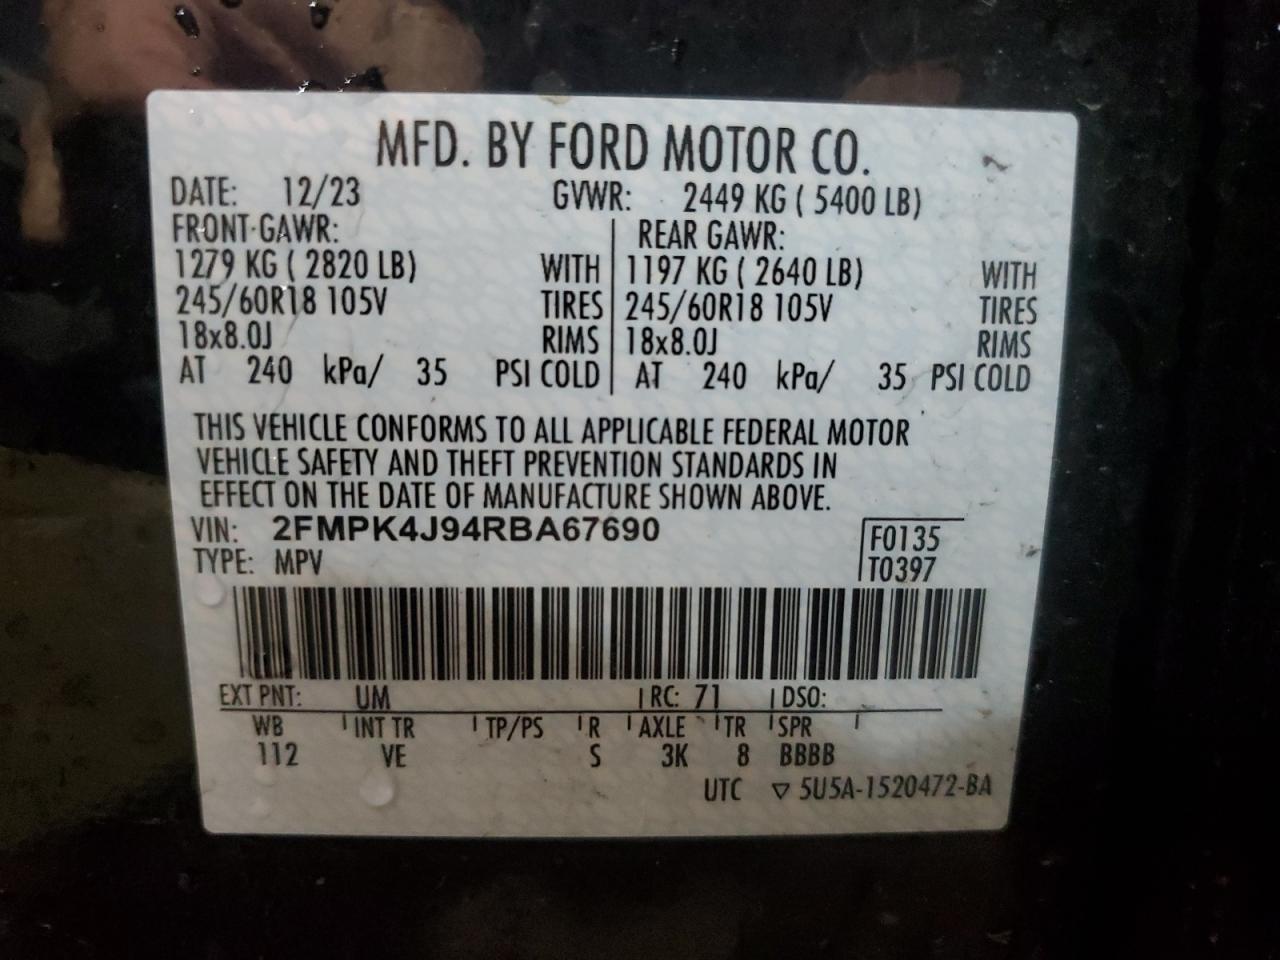 MFD. BY FORD MOTOR CO.
DATE: 12/23 GVWR: 2449 KG ( 5400 LB)
FRONT GAWR: REAR GAWR:
1279 KG ( 2820 LB) WITH 1197 KG ( 2640 LB) WITH
245/60R18 105V TIRES 245/60R18 105V TIRES
18x8.0J RIMS 18x8.0J RIMS
AT 240 kPa/ 35 PSI COLD AT 240 kPa/ 35 PSI COLD
THIS VEHICLE CONFORMS TO ALL APPLICABLE FEDERAL MOTOR
VEHICLE SAFETY AND THEFT PREVENTION STANDARDS IN
EFFECT ON THE DATE OF MANUFACTURE SHOWN ABOVE.
VIN: 2FMPK4J94RBA67690 F0135
TYPE: MPV T0397
EXT PNT: UM RC: 71 DSO:
WB INT TR TP/PS R AXLE TR SPR
112 VE S 3K 8 BBBB
UTC ▽ 5U5A-1520472-BA